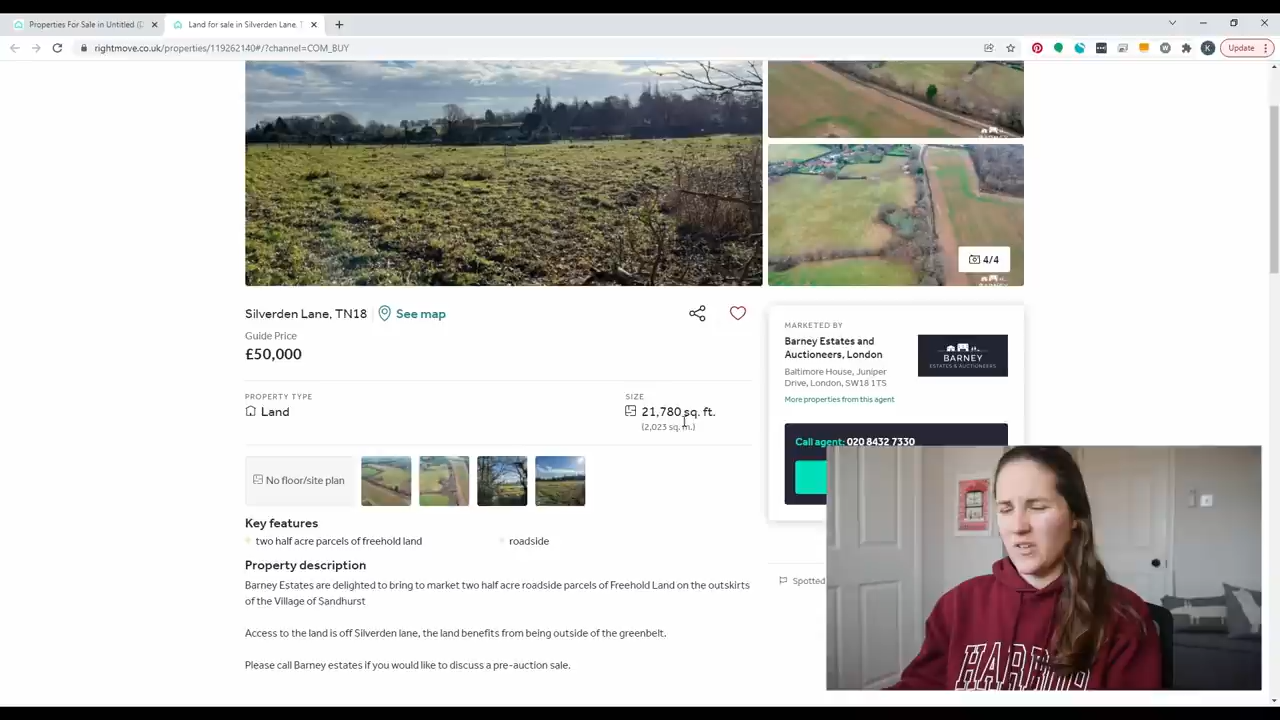 Properties For Sale in Untitled (
Land for sale in Silverden Lane,
rightmove.co.uk/properties/119262140#/?channel=COM_BUY
K
Update
BARNEY
4/4
BARNEY
Silverden Lane, TN18
See map
Guide Price
£50,000
PROPERTY TYPE
Land
SIZE
21,780 sq. ft.
(2,023 sq. m.)
MARKETED BY
Barney Estates and
Auctioneers, London
BARNEY
ESTATES & AUCTIONEERS
Baltimore House, Juniper
Drive, London, SW18 1TS
More properties from this agent
Call agent: 020 8432 7330
No floor/site plan
Key features
two half acre parcels of freehold land
roadside
Property description
Barney Estates are delighted to bring to market two half acre roadside parcels of Freehold Land on the outskirts
of the Village of Sandhurst
Access to the land is off Silverden lane, the land benefits from being outside of the greenbelt.
Please call Barney estates if you would like to discuss a pre-auction sale.
Spotted